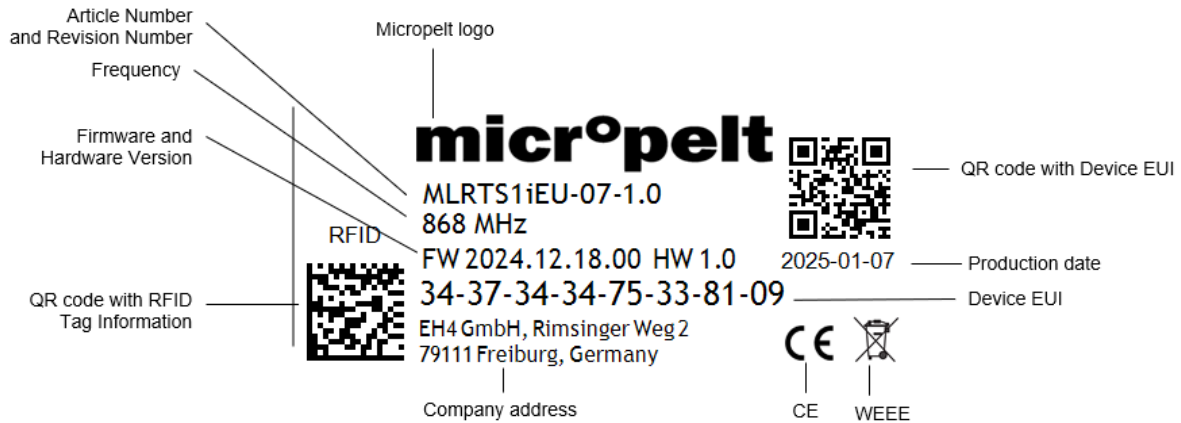 Article Number
and Revision Number
Micropelt logo
Frequency
Firmware and
Hardware Version
micropelt
QR code with Device EUI
MLRTS1iEU-07-1.0
868 MHz
RFID
FW 2024.12.18.00 HW 1.0
2025-01-07
Production date
34-37-34-34-75-33-81-09
Device EUI
QR code with RFID
Tag Information
EH4 GmbH, Rimsinger Weg 2
79111 Freiburg, Germany
CE
Company address
CE
WEEE